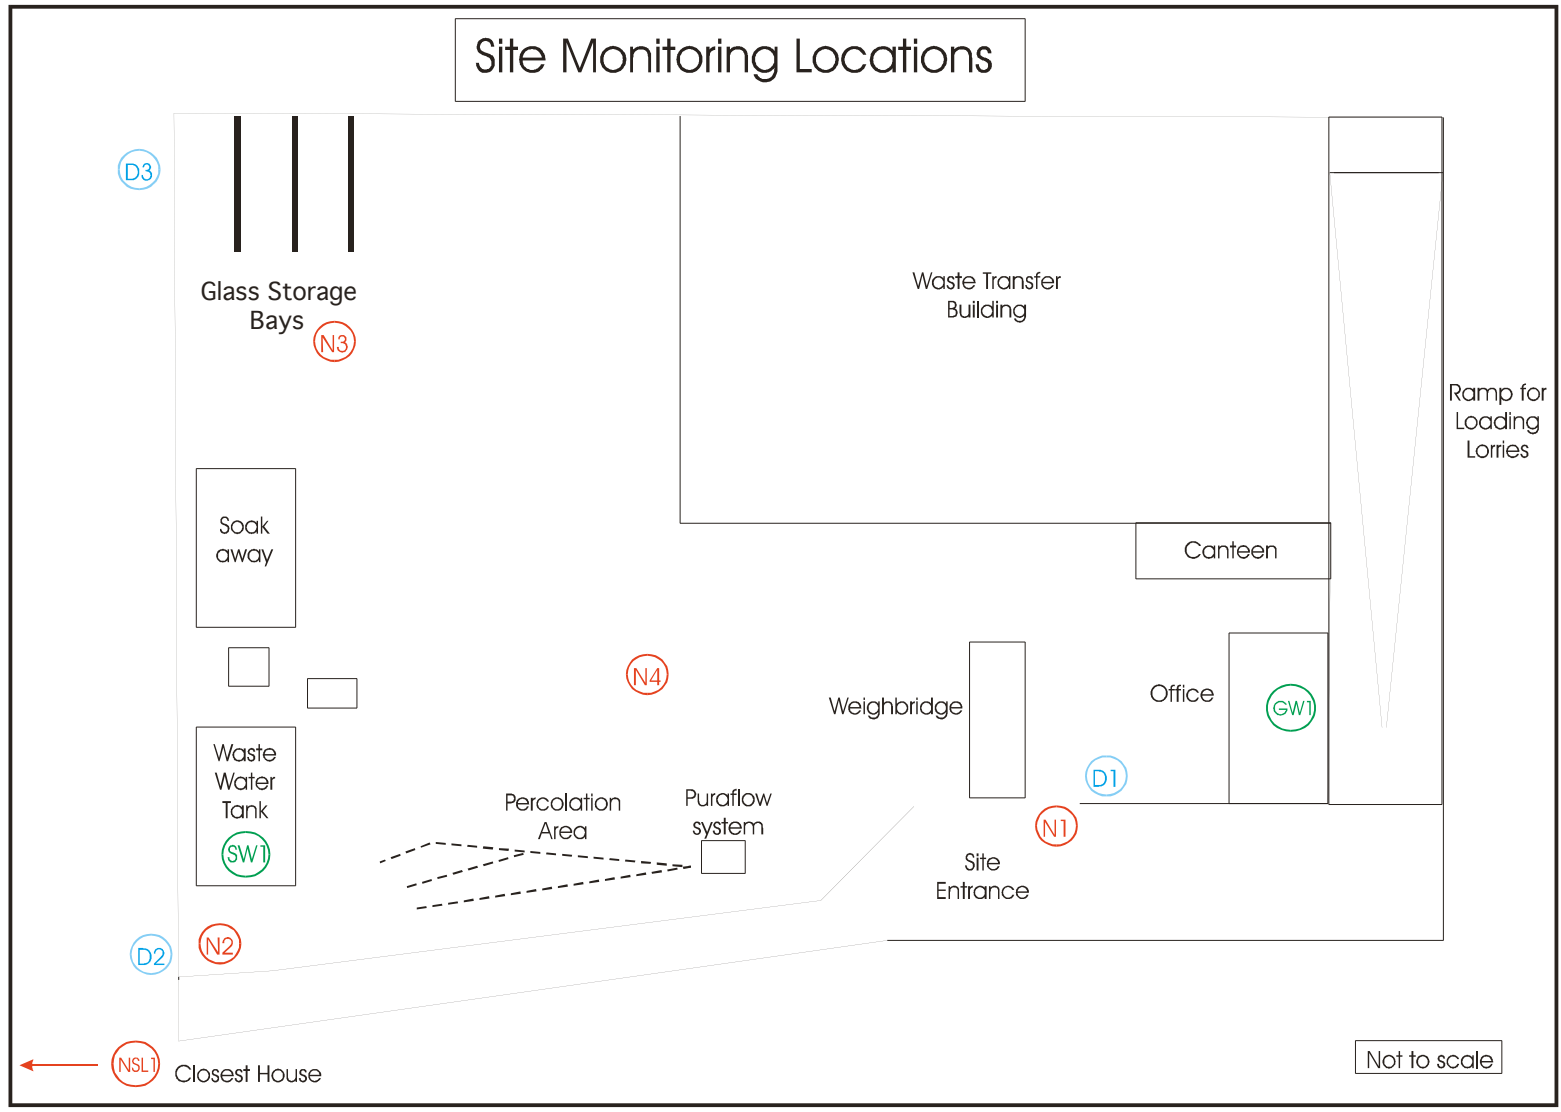 Site Monitoring Locations
D3
Glass Storage
Bays
N3
Waste Transfer
Building
Ramp for
Loading
Lorries
Soak
away
Canteen
N4
Weighbridge
Office
GW1
Waste
Water
Tank
SW1
Percolation
Area
Puraflow
system
D1
N1
Site
Entrance
N2
D2
NSL1
Closest House
Not to scale